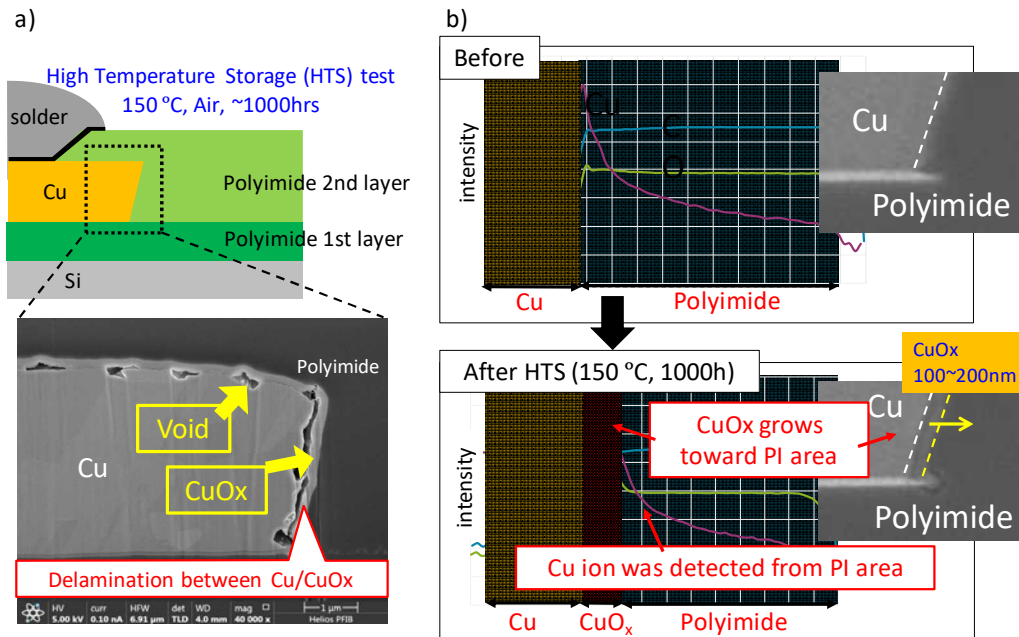 a)
High Temperature Storage (HTS) test
150 ºC, Air, ~1000hrs
solder
Cu
Polyimide 2nd layer
Polyimide 1st layer
Si
Polyimide
Void
Cu
CuOx
Delamination between Cu/CuOx
HV curr HFW det WD mag
5.00 kV 0.10 nA 6.91 µm TLD 4.0 mm 40 000 x
1 µm
Helios PFIB
b)
Before
intensity
Cu
C
O
Cu
Polyimide
Cu
Polyimide
After HTS (150 ºC, 1000h)
CuOx
100~200nm
intensity
Cu
CuOx grows
toward PI area
Polyimide
Cu ion was detected from PI area
Cu
CuOx
Polyimide